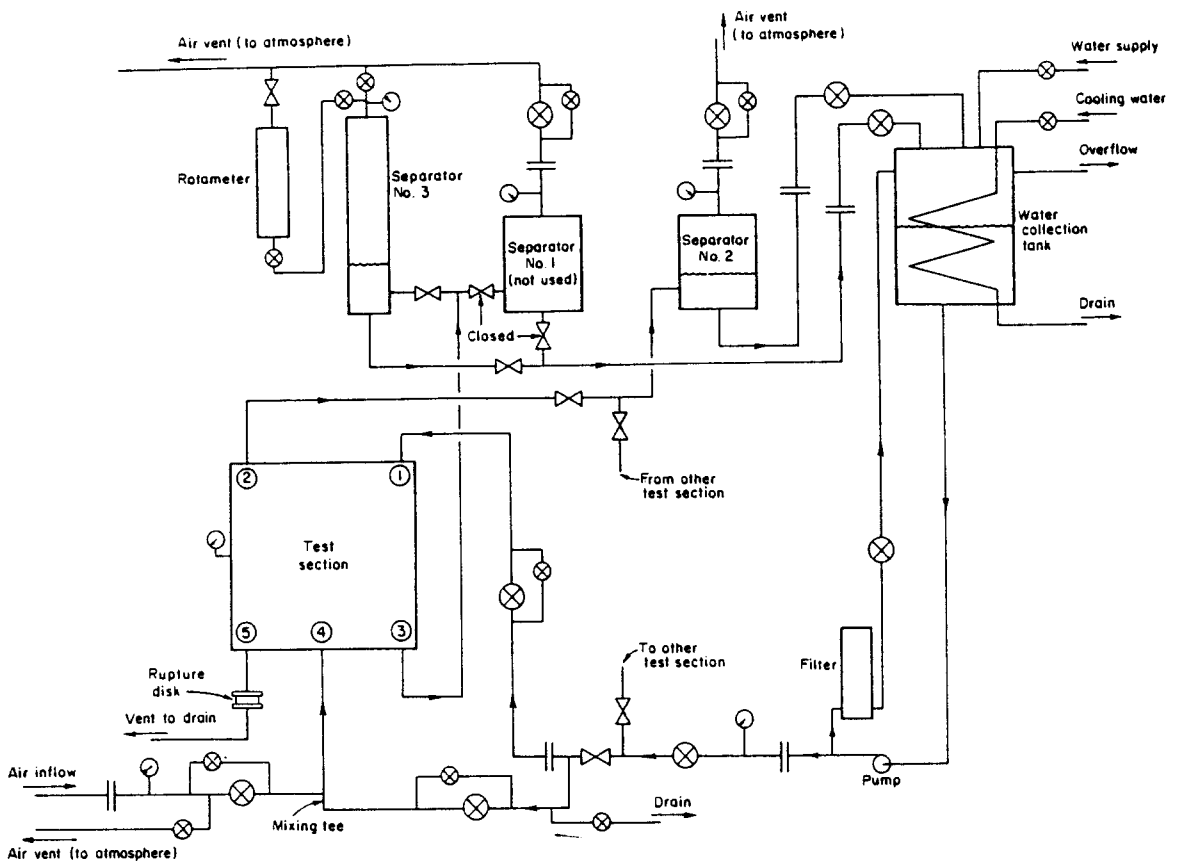 Air vent (to atmosphere)
Air vent
(to atmosphere)
Water supply
Cooling water
Overflow
Rotameter
Separator
No. 3
Separator
No. 1
(not used)
Separator
No. 2
Water
collection
tank
Drain
Closed
From other
test section
2
1
Test
section
5
4
3
Rupture
disk
Vent to drain
To other
test section
Filter
Pump
Air inflow
Mixing tee
Drain
Air vent (to atmosphere)